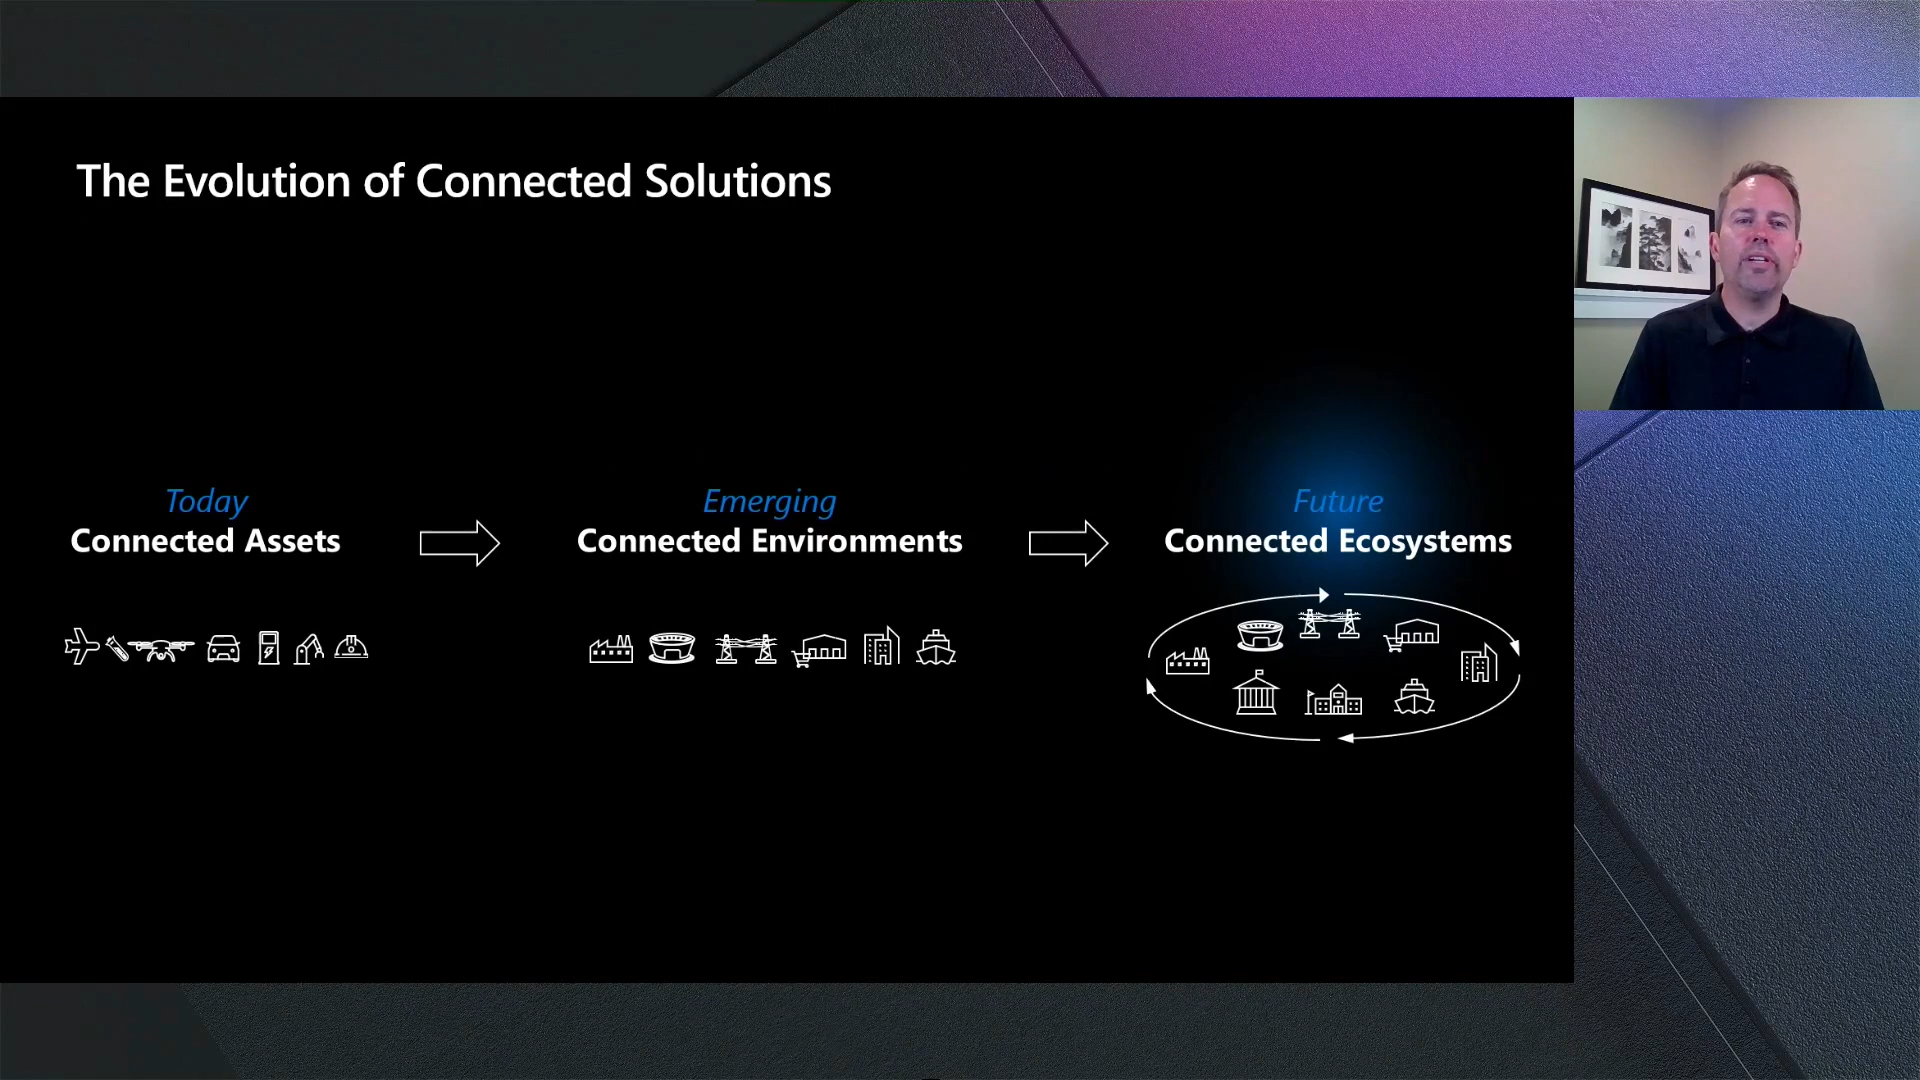 The Evolution of Connected Solutions
Today
Connected Assets
Emerging
Connected Environments
Future
Connected Ecosystems